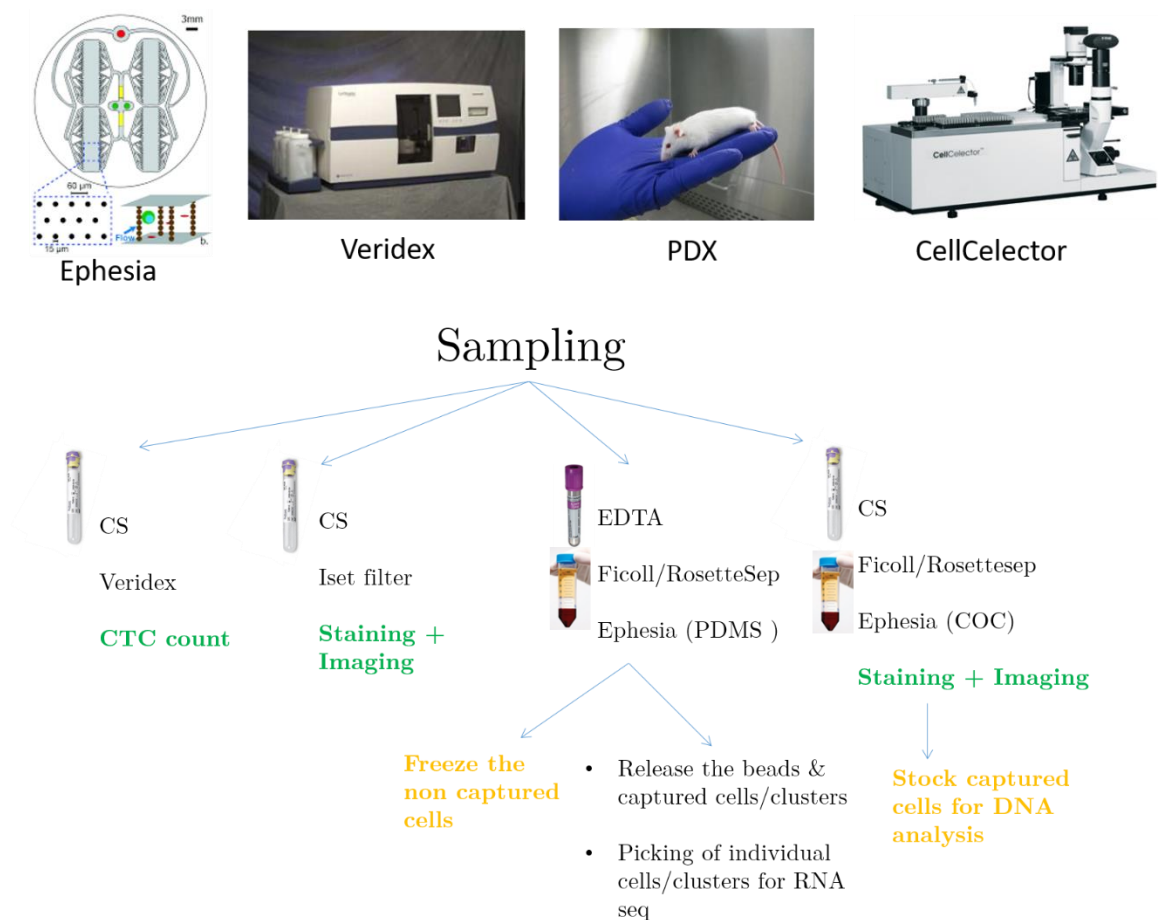 3mm
60 µm
Flow
15 µm
b.
Ephesia
Veridex
PDX
CellCelector™
CellCelector
Sampling
CS
Veridex
CTC count
CS
Iset filter
Staining +
Imaging
EDTA
Ficoll/RosetteSep
Ephesia (PDMS )
CS
Ficoll/Rosettesep
Ephesia (COC)
Staining + Imaging
Freeze the
non captured
cells
• Release the beads &
captured cells/clusters
• Picking of individual
cells/clusters for RNA
seq
Stock captured
cells for DNA
analysis